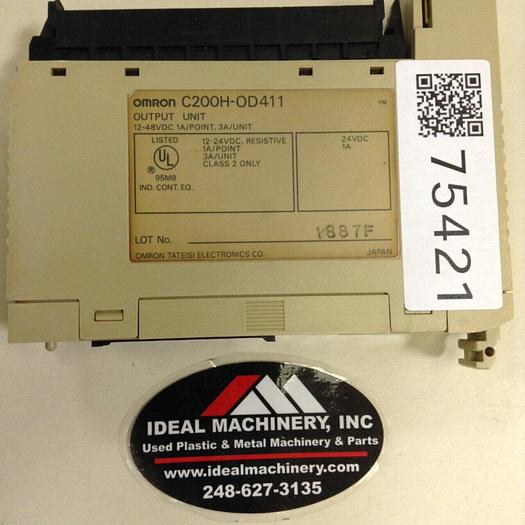 OMRON C200H-OD411
YM
OUTPUT UNIT
12-48VDC 1A/POINT, 3A/UNIT
LISTED
UL
®
95M8
IND. CONT. EQ.
12-24VDC, RESISTIVE
1A/POINT
3A/UNIT
CLASS 2 ONLY
24VDC
1A
LOT No. 1887F
OMRON TATEISI ELECTRONICS CO. JAPAN
75421
IDEAL MACHINERY, INC
Used Plastic & Metal Machinery & Parts
www.idealmachinery.com
248-627-3135